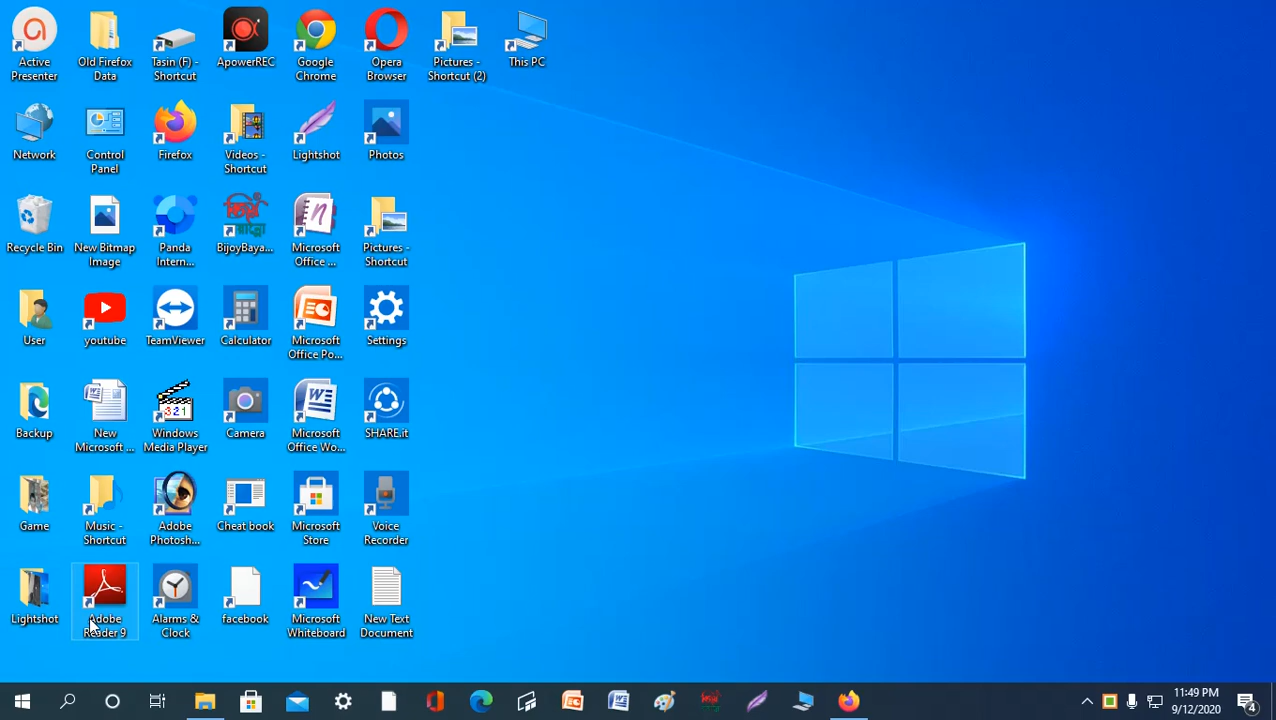 Active Presenter
Old Firefox Data
Tasin (F) - Shortcut
ApowerREC
Google Chrome
Opera Browser
Pictures - Shortcut (2)
This PC
Network
Control Panel
Firefox
Videos - Shortcut
Lightshot
Photos
Recycle Bin
New Bitmap Image
Panda Intern...
BijoyBaya...
Microsoft Office ...
Pictures - Shortcut
User
youtube
TeamViewer
Calculator
Microsoft Office Po...
Settings
Backup
New Microsoft ...
321
Windows Media Player
Camera
Microsoft Office Wo...
SHARE.it
Game
Music - Shortcut
Adobe Photosh...
Cheat book
Microsoft Store
Voice Recorder
Lightshot
Adobe Reader 9
Alarms & Clock
facebook
Microsoft Whiteboard
New Text Document
11:49 PM
9/12/2020
4